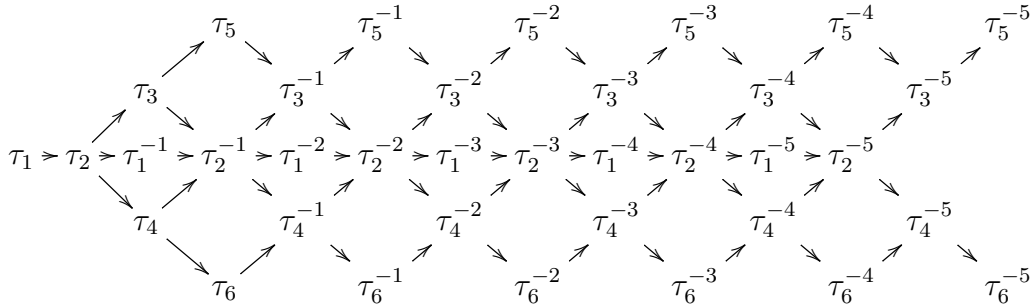 τ₅ τ₅⁻¹ τ₅⁻² τ₅⁻³ τ₅⁻⁴ τ₅⁻⁵
τ₃ τ₃⁻¹ τ₃⁻² τ₃⁻³ τ₃⁻⁴ τ₃⁻⁵
τ₁ τ₂ τ₁⁻¹ τ₂⁻¹ τ₁⁻² τ₂⁻² τ₁⁻³ τ₂⁻³ τ₁⁻⁴ τ₂⁻⁴ τ₁⁻⁵ τ₂⁻⁵
τ₄ τ₄⁻¹ τ₄⁻² τ₄⁻³ τ₄⁻⁴ τ₄⁻⁵
τ₆ τ₆⁻¹ τ₆⁻² τ₆⁻³ τ₆⁻⁴ τ₆⁻⁵